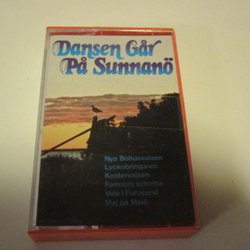 Dansen Går
På Sunnanö
Nya Bohusvalsen
Lyckobringaren
Kostervalsen
Farmors schottis
Vals i Furusund
Maj på Malö